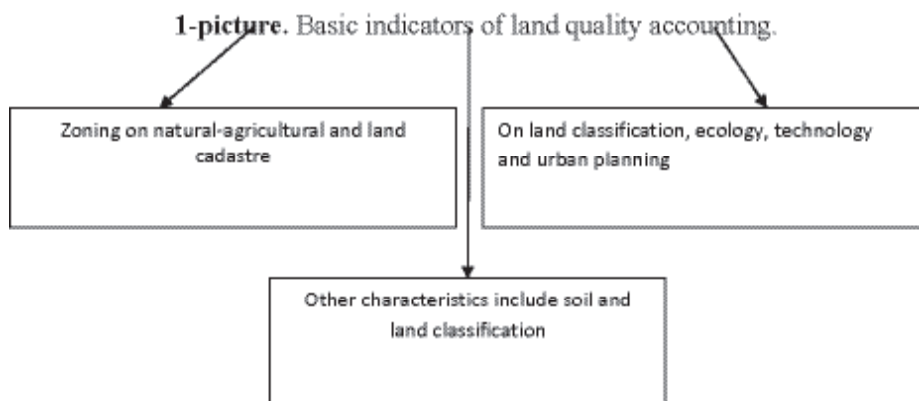 1-picture. Basic indicators of land quality accounting.
Zoning on natural-agricultural and land
cadastre
On land classification, ecology, technology
and urban planning
Other characteristics include soil and
land classification